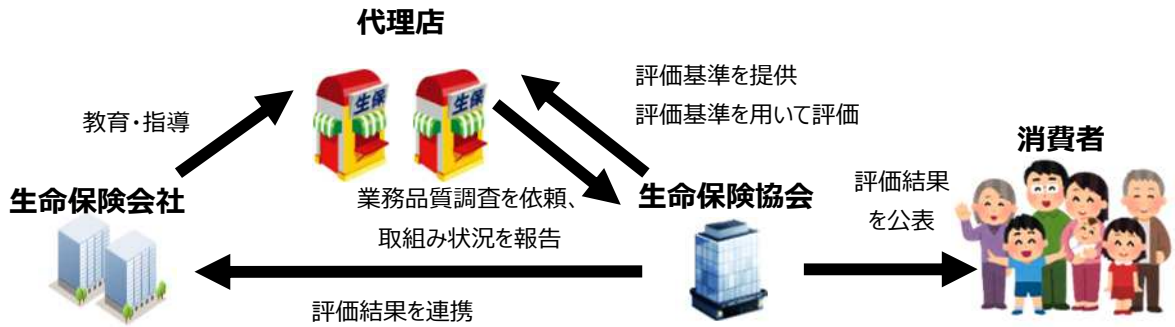 代理店
生保
生保
評価基準を提供
評価基準を用いて評価
教育・指導
消費者
生命保険会社
業務品質調査を依頼、
取組み状況を報告
生命保険協会
評価結果
を公表
評価結果を連携